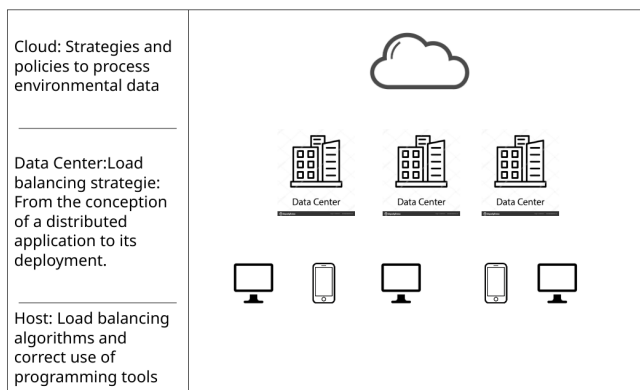 Cloud: Strategies and
policies to process
environmental data
Data Center:Load
balancing strategie:
From the conception
of a distributed
application to its
deployment.
Host: Load balancing
algorithms and
correct use of
programming tools
Data Center
Data Center
Data Center